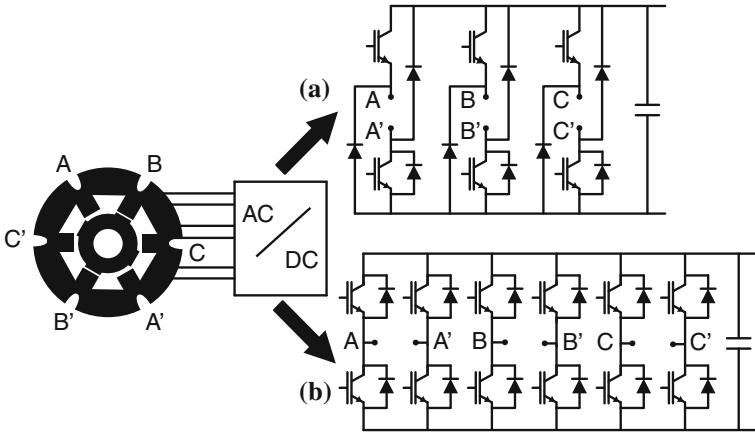 (a)
A B C
A' B' C'
A B
C' C
B' A'
AC
DC
A A' B B' C C'
(b)